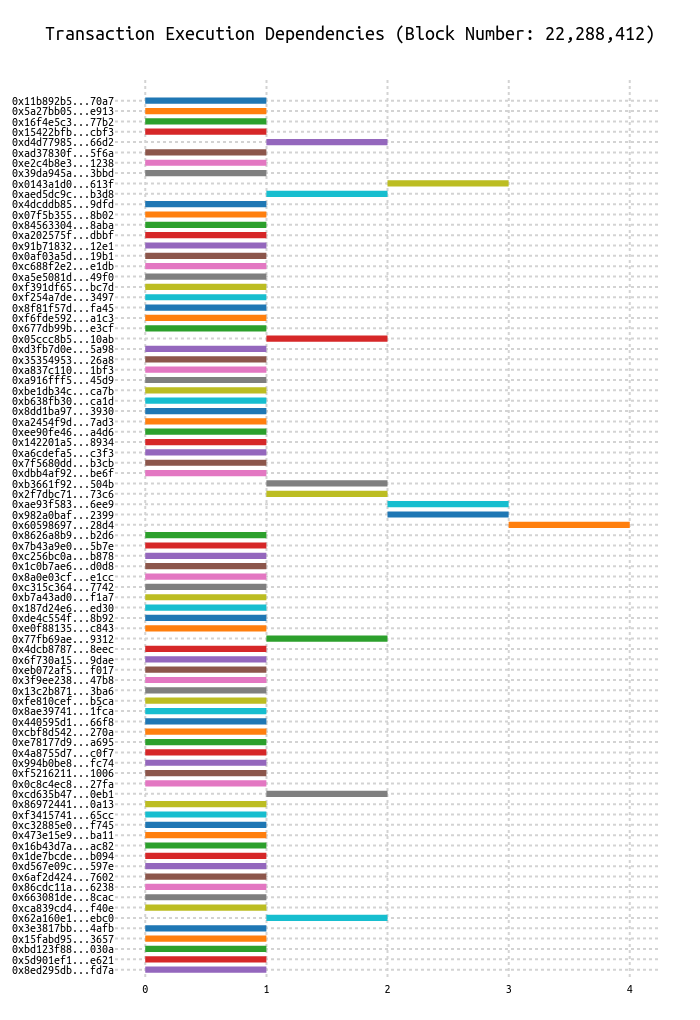 Transaction Execution Dependencies (Block Number: 22,288,412)
0x11b892b5...70a7
0x5a27bb05...e913
0x16f4e5c3...77b2
0x15422bfb...cbf3
0xd4d77985...66d2
0xad37830f...5f6a
0xe2c4b8e3...1238
0x39da945a...3bbd
0x0143a1d0...613f
0xaed5dc9c...b3d8
0x4dcddb85...9dfd
0x07f5b355...8b02
0x84563304...8aba
0xa202575f...dbbf
0x91b71832...12e1
0x0af03a5d...19b1
0xc688f2e2...e1db
0xa5e5081d...49f0
0xf391df65...bc7d
0xf254a7de...3497
0x8f81f57d...fa45
0xf6fde592...a1c3
0x677db99b...e3cf
0x05ccc8b5...10ab
0xd3fb7d0e...5a98
0x35354953...26a8
0xa837c110...1bf3
0xa916fff5...45d9
0xbe1db34c...ca7b
0xb638fb30...ca1d
0x8dd1ba97...3930
0xa2454f9d...7ad3
0xee90fe46...a4d6
0x142201a5...8934
0xa6cdefa5...c3f3
0x7f5680dd...b3cb
0xdbb4af92...be6f
0xb3661f92...504b
0x2f7dbc71...73c6
0xae93f583...6ee9
0x982a0baf...2399
0x60598697...28d4
0x8626a8b9...b2d6
0x7b43a9e0...5b7e
0xc256bc0a...b878
0x1c0b7ae6...d0d8
0x8a0e03cf...e1cc
0xc315c364...7742
0xb7a43ad0...f1a7
0x187d24e6...ed30
0xde4c554f...8b92
0xe0f88135...c843
0x77fb69ae...9312
0x4dcb8787...8eec
0x6f730a15...9dae
0xeb072af5...f017
0x3f9ee238...47b8
0x13c2b871...3ba6
0xfe810cef...b5ca
0x8ae39741...1fca
0x440595d1...66f8
0xcbf8d542...270a
0xe78177d9...a695
0x4a8755d7...c0f7
0x994b0be8...fc74
0xf5216211...1006
0x0c8c4ec8...27fa
0xcd635b47...0eb1
0x86972441...0a13
0xf3415741...65cc
0xc32885e0...f745
0x473e15e9...ba11
0x16b43d7a...ac82
0x1de7bcde...b094
0xd567e09c...597e
0x6af2d424...7602
0x86cdc11a...6238
0x663081de...8cac
0xca839cd4...f40e
0x62a160e1...ebc0
0x3e3817bb...4afb
0x15fabd95...3657
0xbd123f88...030a
0x5d901ef1...e621
0x8ed295db...fd7a
0 1 2 3 4